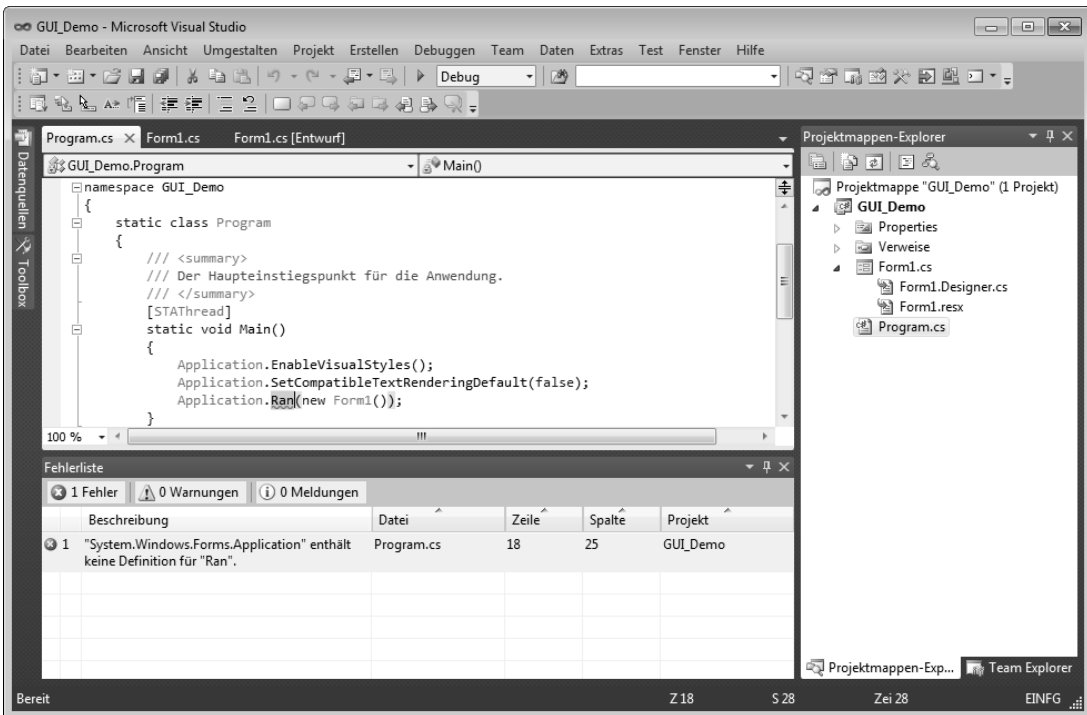 GUI_Demo - Microsoft Visual Studio
Datei Bearbeiten Ansicht Umgestalten Projekt Erstellen Debuggen Team Daten Extras Test Fenster Hilfe
Debug
Datenquellen
Toolbox
Program.cs Form1.cs Form1.cs [Entwurf]
GUI_Demo.Program Main()
namespace GUI_Demo
{
static class Program
{
/// <summary>
/// Der Haupteinstiegspunkt für die Anwendung.
/// </summary>
[STAThread]
static void Main()
{
Application.EnableVisualStyles();
Application.SetCompatibleTextRenderingDefault(false);
Application.Ran(new Form1());
}
100 %
Fehlerliste
1 Fehler 0 Warnungen 0 Meldungen
Beschreibung Datei Zeile Spalte Projekt
1 "System.Windows.Forms.Application" enthält Program.cs 18 25 GUI_Demo
keine Definition für "Ran".
Projektmappen-Explorer
Projektmappe "GUI_Demo" (1 Projekt)
GUI_Demo
Properties
Verweise
Form1.cs
Form1.Designer.cs
Form1.resx
Program.cs
Projektmappen-Exp... Team Explorer
Bereit Z 18 S 28 Zei 28 EINFG